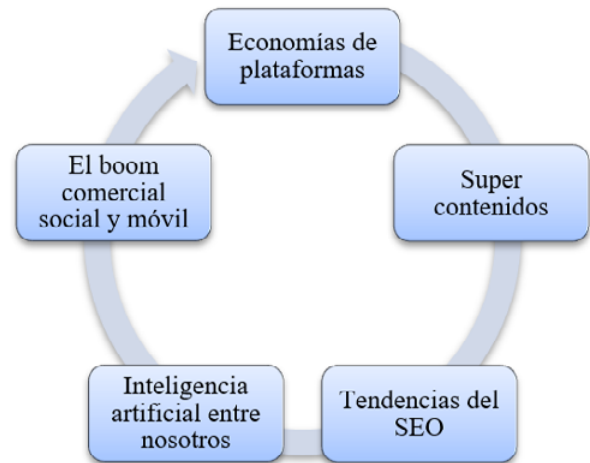 Economías de
plataformas
Super
contenidos
Tendencias del
SEO
Inteligencia
artificial entre
nosotros
El boom
comercial
social y móvil